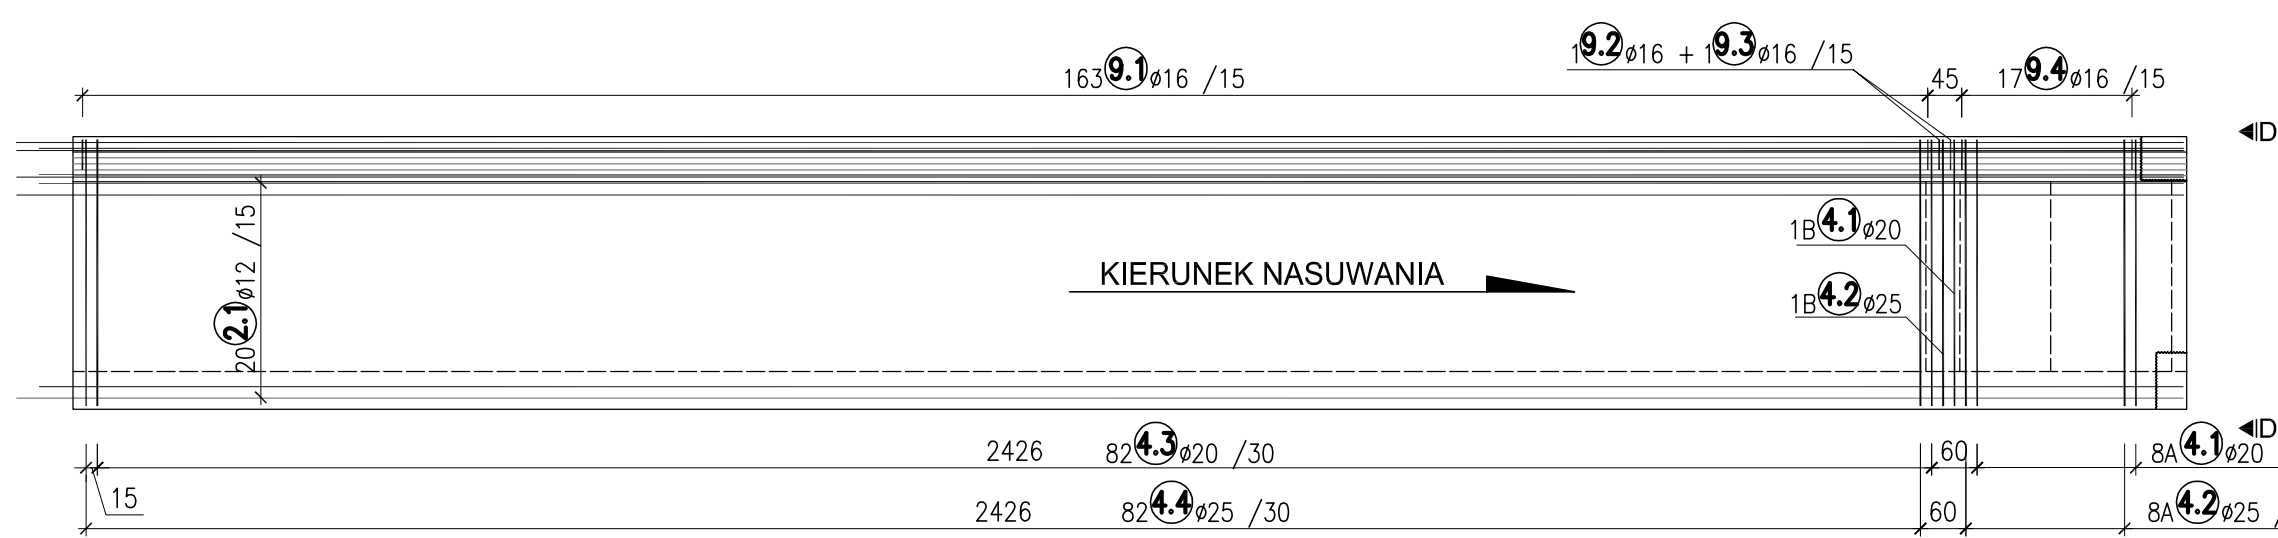 1 9.2 ø16 + 1 9.3 ø16 /15
163 9.1 ø16 /15
45
17 9.4 ø16 /15
D
20 2.1 ø12 /15
1B 4.1 ø20
KIERUNEK NASUWANIA
1B 4.2 ø25
D
2426 82 4.3 ø20 /30
60
8A 4.1 ø20
15
2426 82 4.4 ø25 /30
60
8A 4.2 ø25 /